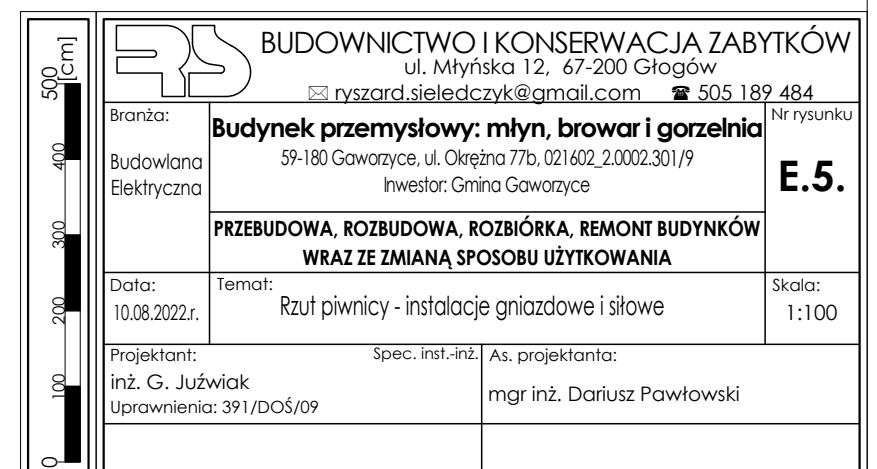 BUDOWNICTWO I KONSERWACJA ZABYTKÓW
ul. Młyńska 12, 67-200 Głogów
✉ ryszard.sieledczyk@gmail.com ☎ 505 189 484
RS
Branża:
Budowlana
Elektryczna
Budynek przemysłowy: młyn, browar i gorzelnia
59-180 Gaworzyce, ul. Okrężna 77b, 021602_2.0002.301/9
Inwestor: Gmina Gaworzyce
Nr rysunku
E.5.
PRZEBUDOWA, ROZBUDOWA, ROZBIÓRKA, REMONT BUDYNKÓW
WRAZ ZE ZMIANĄ SPOSOBU UŻYTKOWANIA
Data:
10.08.2022.r.
Temat:
Rzut piwnicy - instalacje gniazdowe i siłowe
Skala:
1:100
Projektant: Spec. inst.-inż.
inż. G. Juźwiak
Uprawnienia: 391/DOŚ/09
As. projektanta:
mgr inż. Dariusz Pawłowski
500
[cm]
400
300
200
100
0